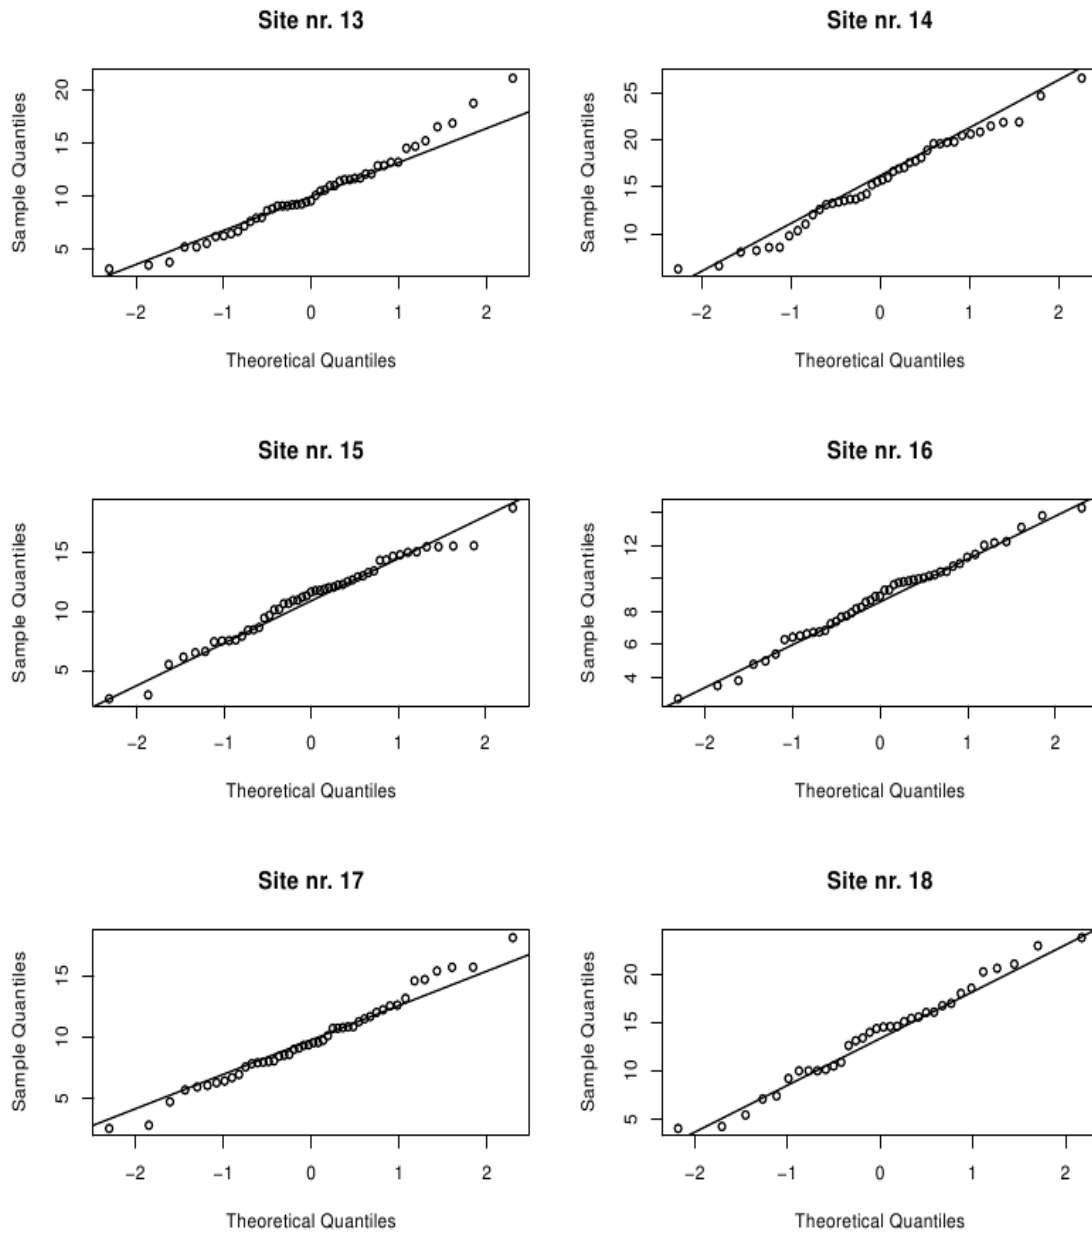 Site nr. 13
Site nr. 14
Sample Quantiles
5 10 15 20
−2 −1 0 1 2
Theoretical Quantiles
Sample Quantiles
10 15 20 25
−2 −1 0 1 2
Theoretical Quantiles
Site nr. 15
Site nr. 16
Sample Quantiles
5 10 15
−2 −1 0 1 2
Theoretical Quantiles
Sample Quantiles
4 6 8 12
−2 −1 0 1 2
Theoretical Quantiles
Site nr. 17
Site nr. 18
Sample Quantiles
5 10 15
−2 −1 0 1 2
Theoretical Quantiles
Sample Quantiles
5 10 15 20
−2 −1 0 1 2
Theoretical Quantiles